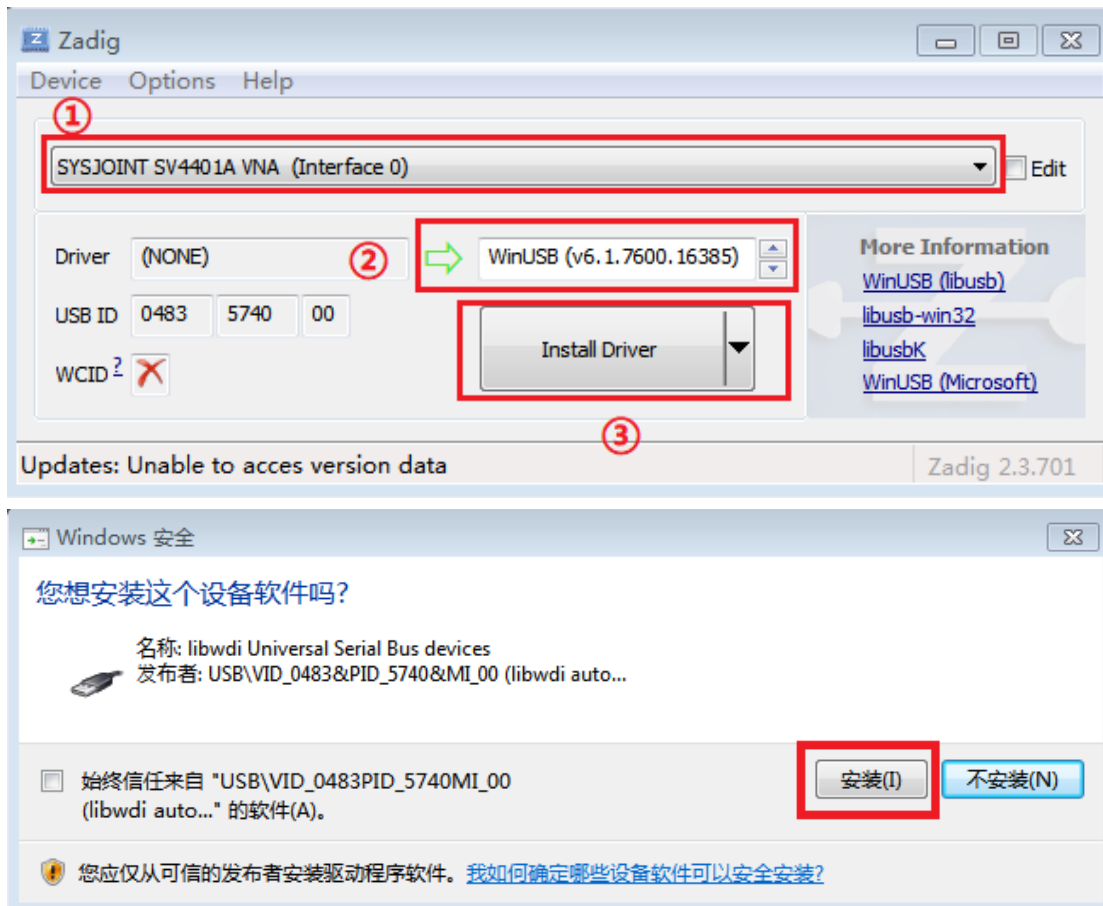 Zadig
Device Options Help
①
SYSJOINT SV4401A VNA (Interface 0)
Edit
Driver (NONE) ② WinUSB (v6.1.7600.16385)
USB ID 0483 5740 00
WCID ?
Install Driver
③
More Information
WinUSB (libusb)
libusb-win32
libusbK
WinUSB (Microsoft)
Updates: Unable to acces version data
Zadig 2.3.701
Windows 安全
您想安装这个设备软件吗?
名称: libwdi Universal Serial Bus devices
发布者: USB\VID_0483&PID_5740&MI_00 (libwdi auto...
始终信任来自 "USB\VID_0483PID_5740MI_00
(libwdi auto..." 的软件(A)。
安装(I)
不安装(N)
您应仅从可信的发布者安装驱动程序软件。我如何确定哪些设备软件可以安全安装?